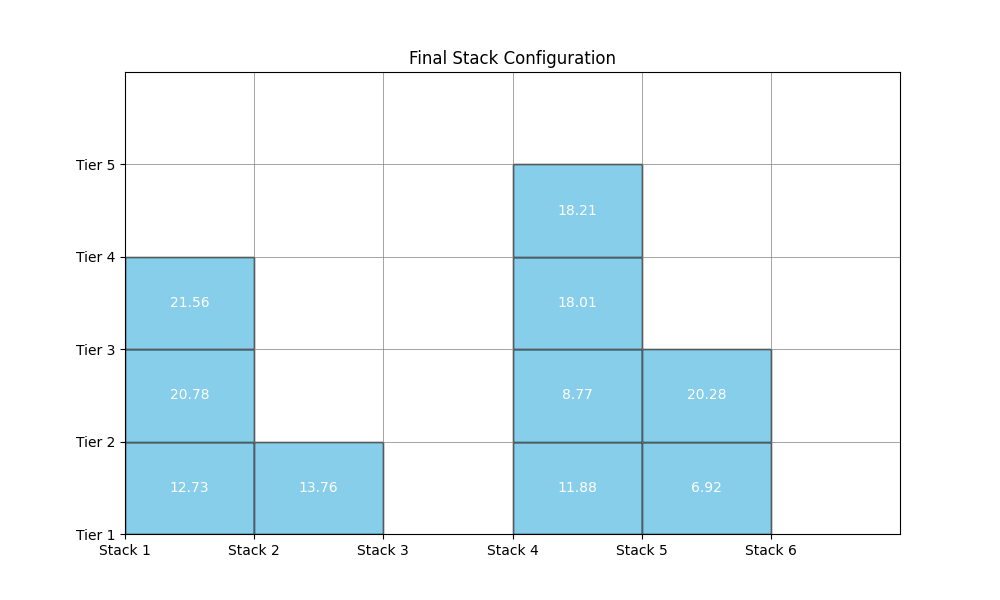 Final Stack Configuration
Tier 5
18.21
Tier 4
21.56
18.01
Tier 3
20.78
8.77
20.28
Tier 2
12.73
13.76
11.88
6.92
Tier 1
Stack 1
Stack 2
Stack 3
Stack 4
Stack 5
Stack 6